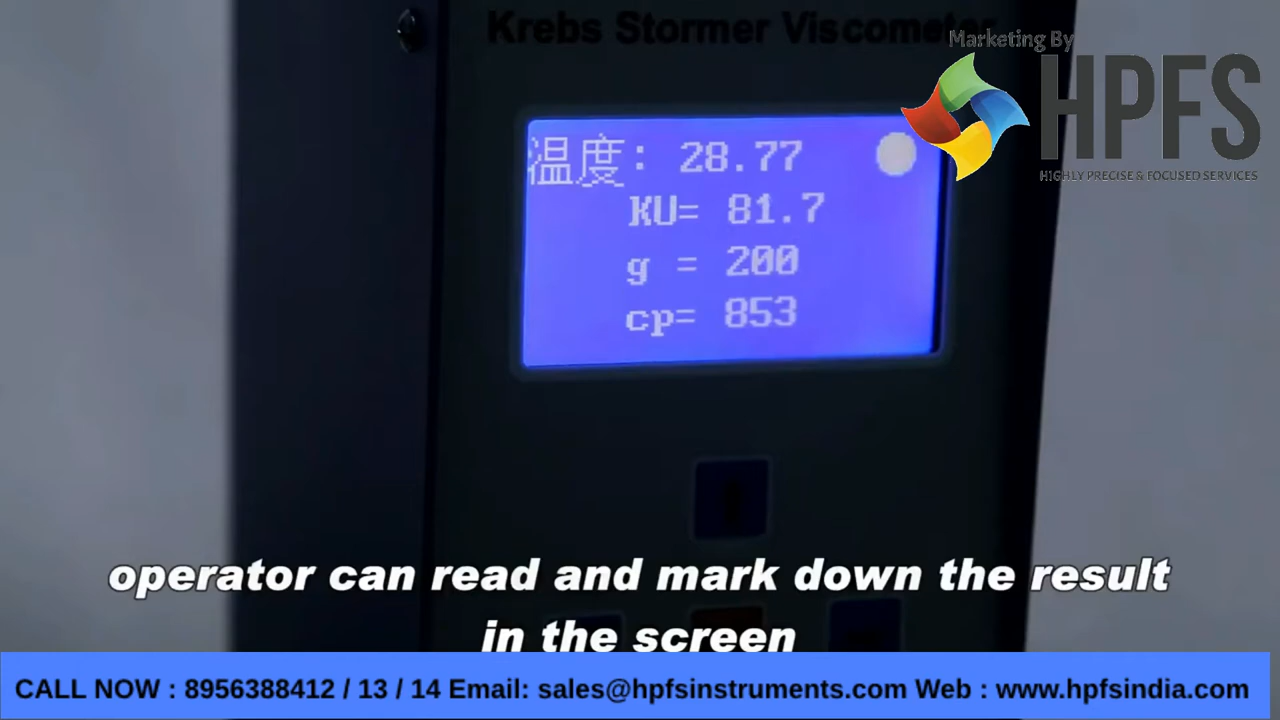 Krebs Stormer Viscometer
Marketing By
HPFS
HIGHLY PRECISE & FOCUSED SERVICES
温度: 28.77
KU= 81.7
g = 200
cp= 853
operator can read and mark down the result
in the screen
CALL NOW : 8956388412 / 13 / 14 Email: sales@hpfsinstruments.com Web : www.hpfsindia.com